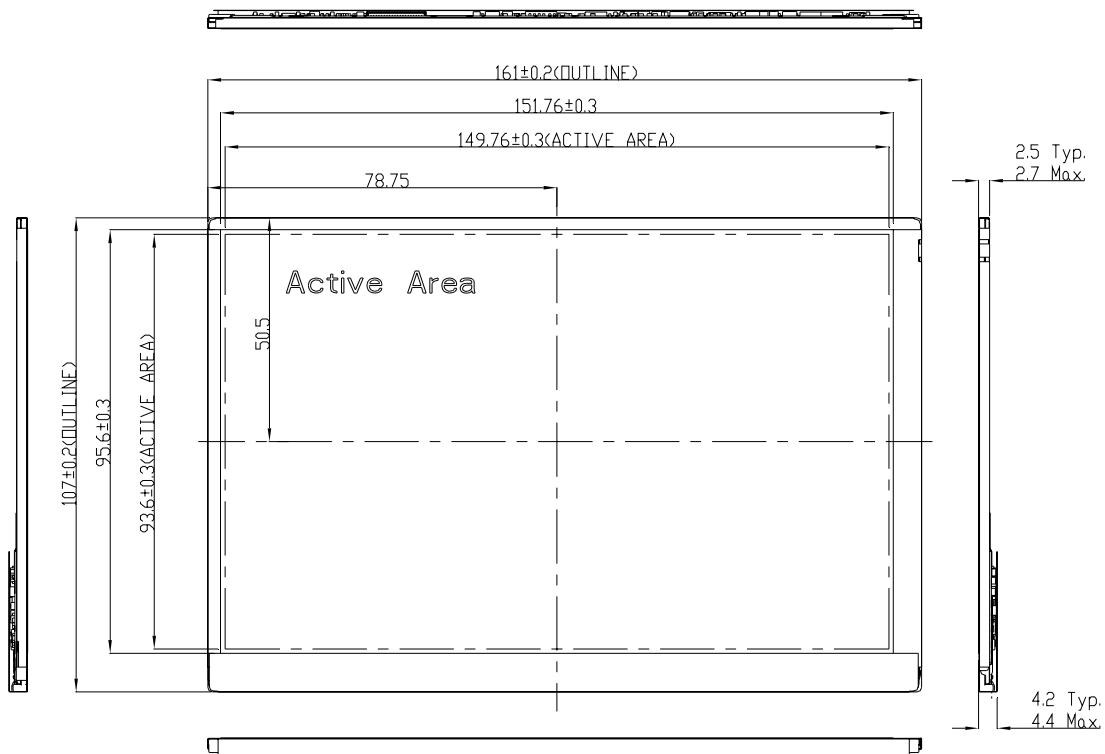 161±0.2(OUTLINE)
151.76±0.3
149.76±0.3(ACTIVE AREA)
78.75
2.5 Typ.
2.7 Max.
Active Area
50.5
107±0.2(OUTLINE)
95.6±0.3
93.6±0.3(ACTIVE AREA)
4.2 Typ.
4.4 Max.